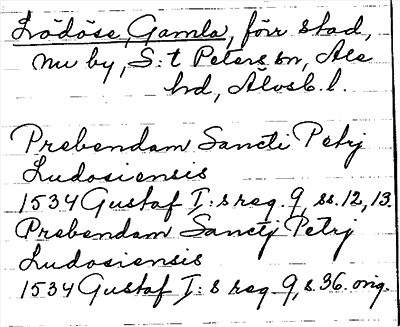 Lödöse, Gamla, förr stad,
nu by, S:t Peters sn, Ale
hd, Älvsb. l.
Prebendam Sancti Petrj
Ludosiensis
1534 Gustaf I:s reg. 9, ss. 12, 13.
Prebendam Sanctj Petrj
Ludosiensis
1534 Gustaf I:s reg. 9, s. 36. orig.